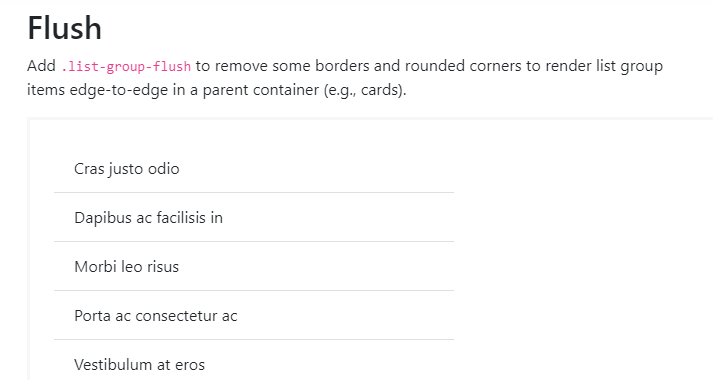 Flush
Add .list-group-flush to remove some borders and rounded corners to render list group
items edge-to-edge in a parent container (e.g., cards).
Cras justo odio
Dapibus ac facilisis in
Morbi leo risus
Porta ac consectetur ac
Vestibulum at eros